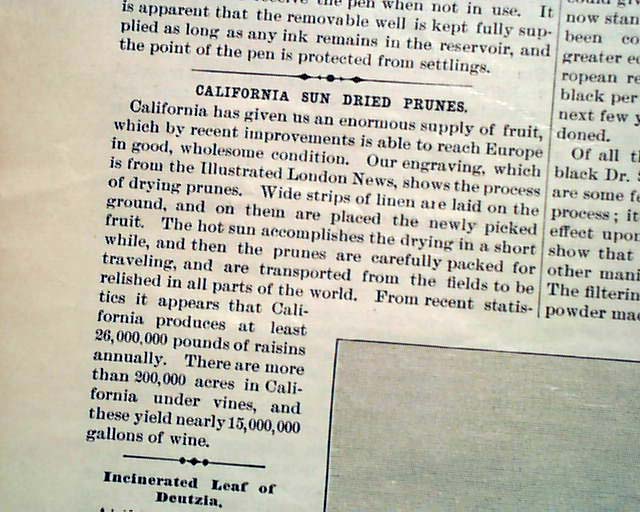 the pen when not in use. It
is apparent that the removable well is kept fully sup-
plied as long as any ink remains in the reservoir, and
the point of the pen is protected from settlings.
CALIFORNIA SUN DRIED PRUNES.
California has given us an enormous supply of fruit,
which by recent improvements is able to reach Europe
in good, wholesome condition. Our engraving, which
is from the Illustrated London News, shows the process
of drying prunes. Wide strips of linen are laid on the
ground, and on them are placed the newly picked
fruit. The hot sun accomplishes the drying in a short
while, and then the prunes are carefully packed for
traveling, and are transported from the fields to be
relished in all parts of the world. From recent statis-
tics it appears that Cali-
fornia produces at least
26,000,000 pounds of raisins
annually. There are more
than 200,000 acres in Cali-
fornia under vines, and
these yield nearly 15,000,000
gallons of wine.
Incinerated Leaf of
Deutzia.
now stan
been co
greater
ropean re
black per
next few y
doned.
Of all t
black Dr.
are some fe
process; it
effect upon
show that
other mani
The filterin
powder mad